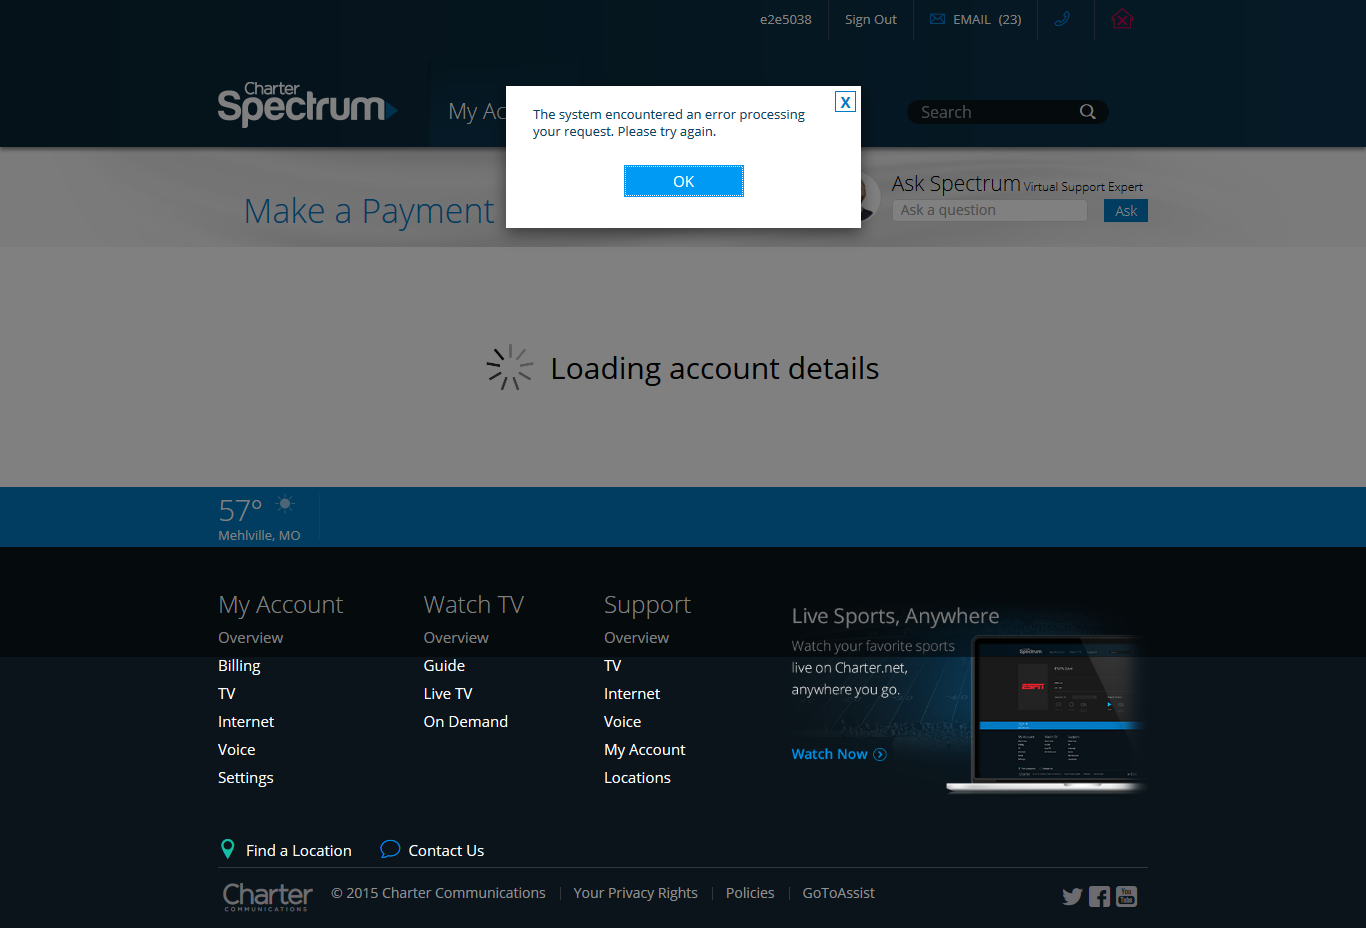 e2e5038
Sign Out
EMAIL (23)
Charter
Spectrum
My Ac
Search
The system encountered an error processing
your request. Please try again.
X
OK
Make a Payment
Ask Spectrum Virtual Support Expert
Ask a question
Ask
Loading account details
57°
Mehlville, MO
My Account
Overview
Billing
TV
Internet
Voice
Settings
Watch TV
Overview
Guide
Live TV
On Demand
Support
Overview
TV
Internet
Voice
My Account
Locations
Live Sports, Anywhere
Watch your favorite sports
live on Charter.net,
anywhere you go.
Watch Now
Spectrum
ESPN
Find a Location
Contact Us
Charter
COMMUNICATIONS
© 2015 Charter Communications
Your Privacy Rights
Policies
GoToAssist
You
Tube